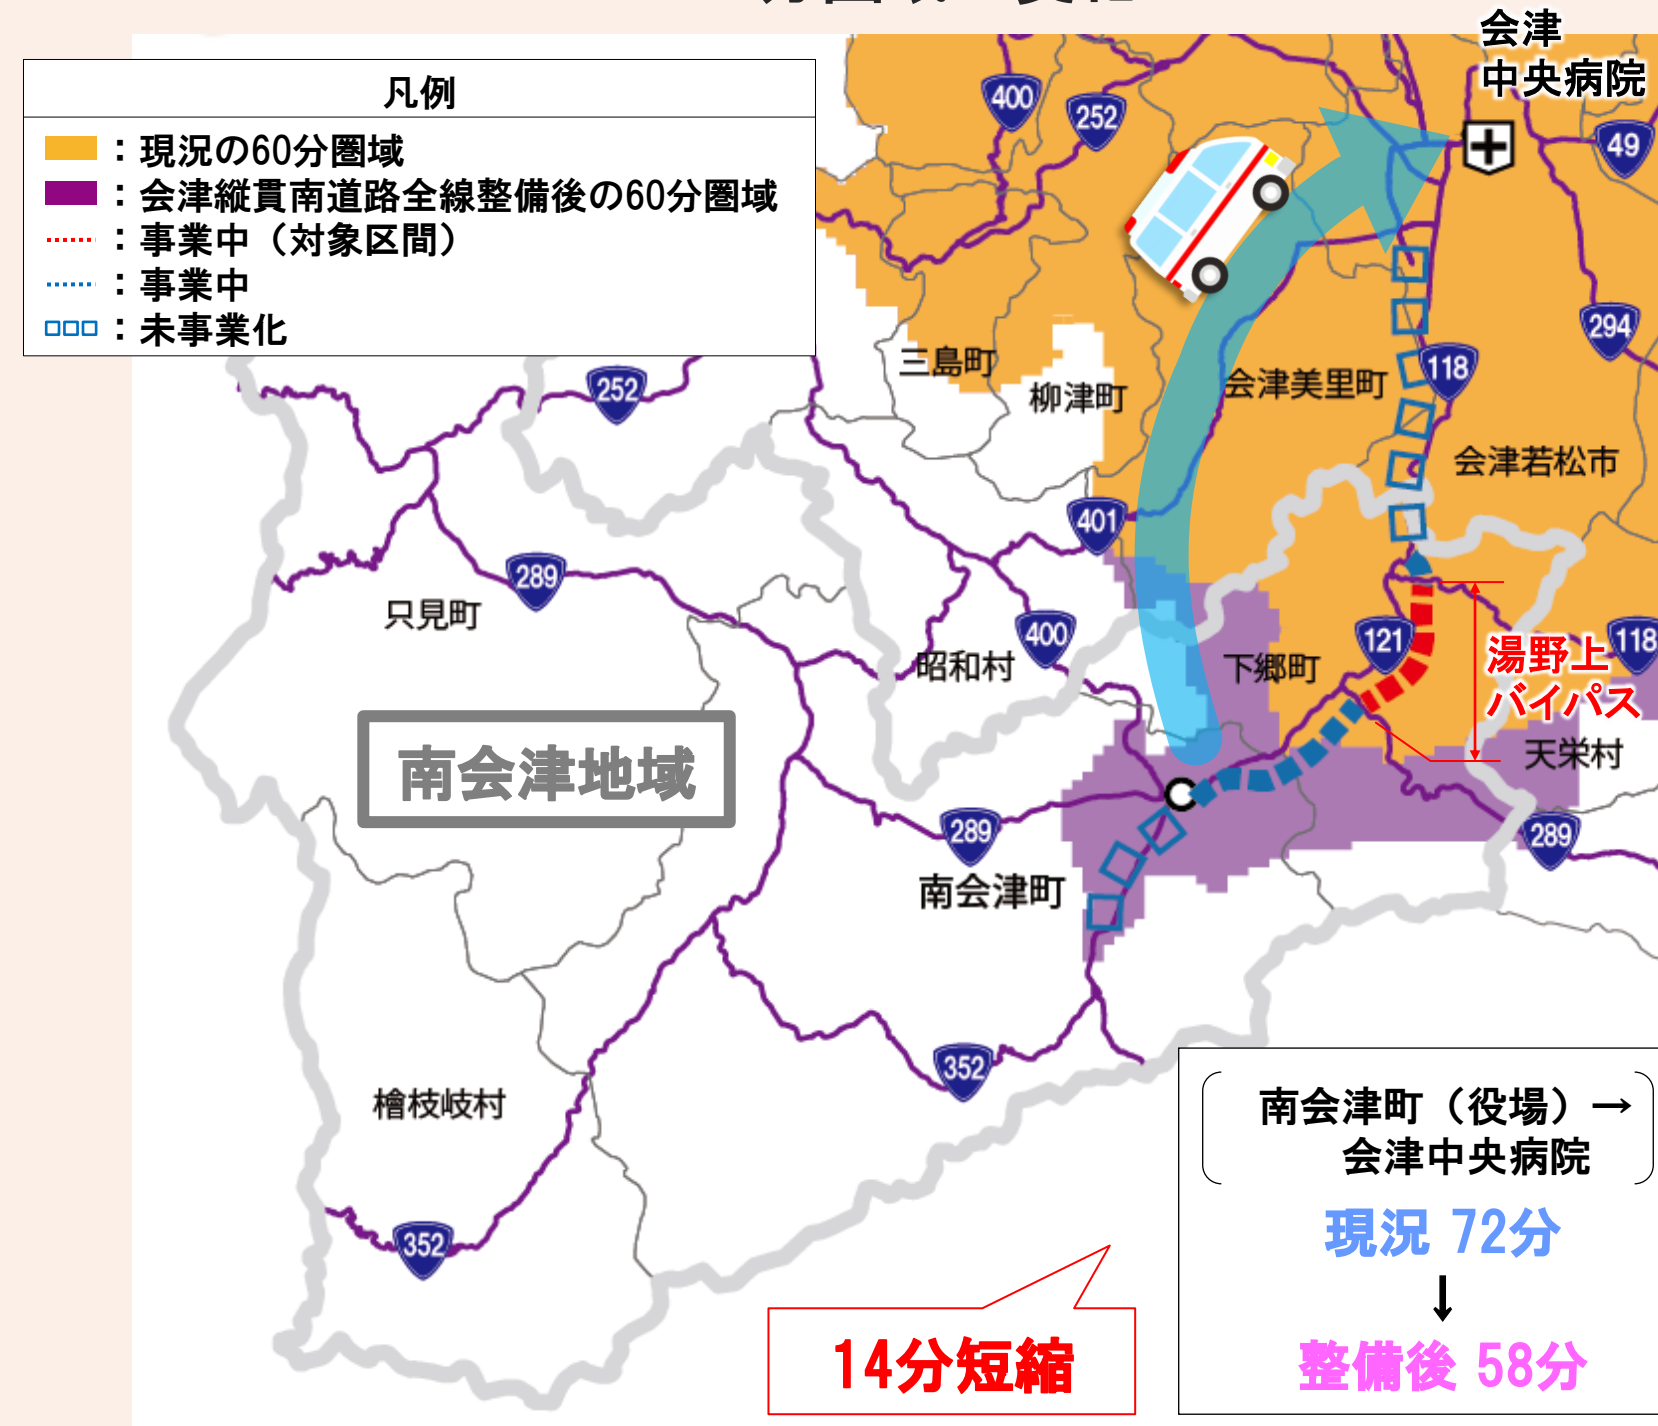 会津
中央病院
凡例
：現況の60分圏域
：会津縦貫南道路全線整備後の60分圏域
：事業中（対象区間）
：事業中
：未事業化
400
252
49
294
三島町
柳津町
会津美里町
118
252
会津若松市
401
289
只見町
400
昭和村
下郷町
121
118
湯野上
バイパス
天栄村
南会津地域
289
289
南会津町
352
檜枝岐村
352
南会津町（役場）→
会津中央病院
現況 72分
↓
整備後 58分
14分短縮